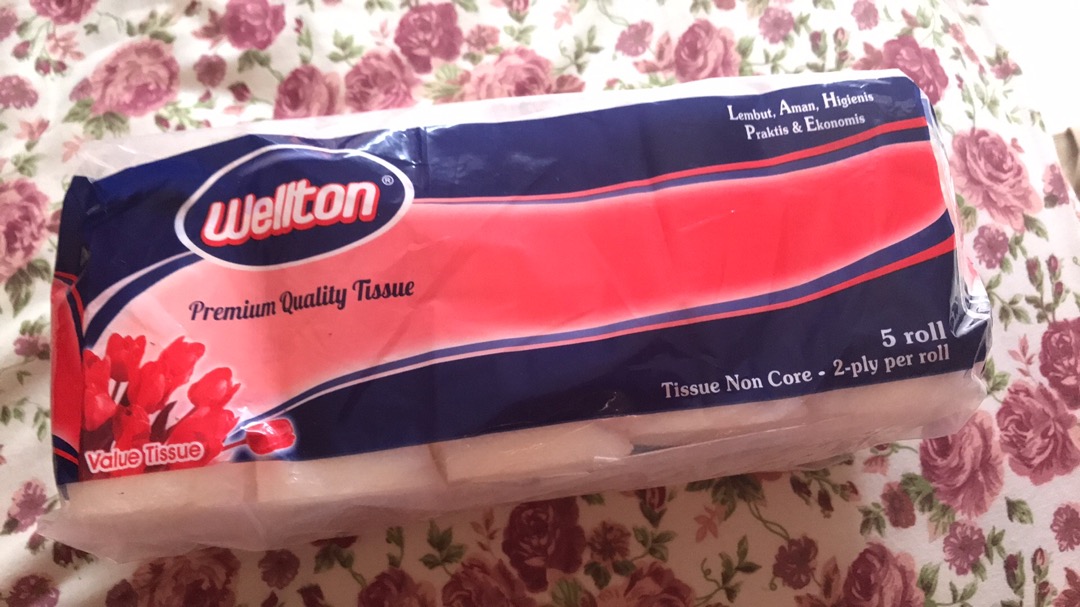 Lembut, Aman, Higienis
Praktis & Ekonomis
wellton®
Premium Quality Tissue
5 roll
Tissue Non Core • 2-ply per roll
Value Tissue